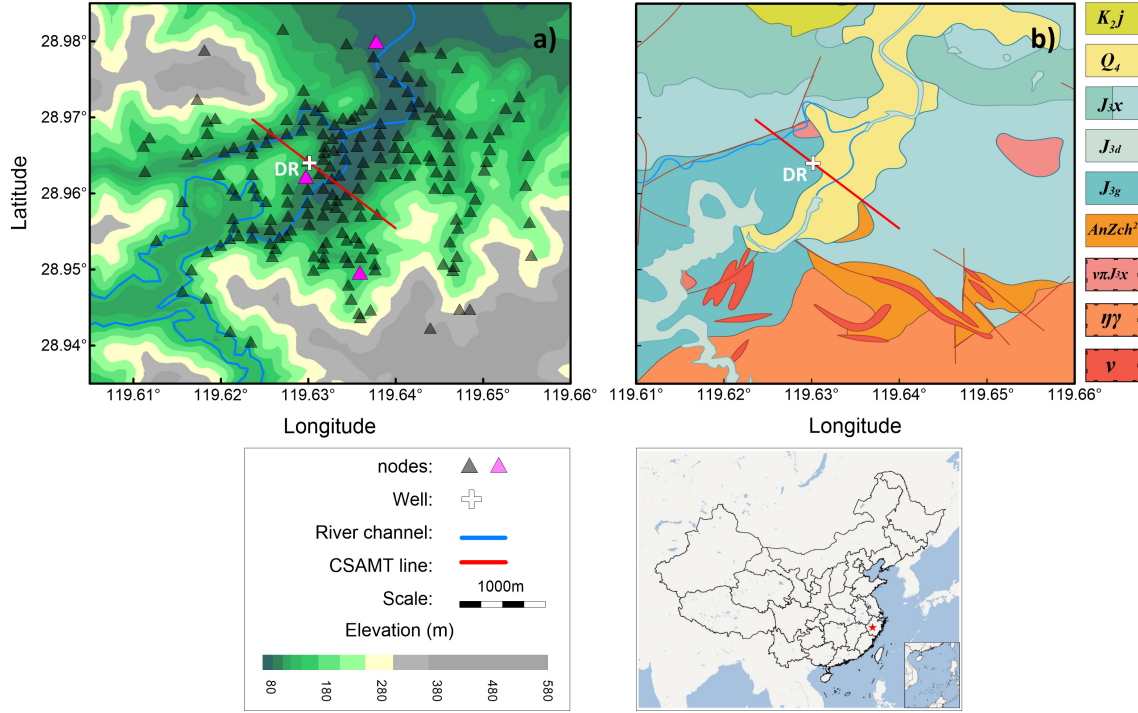 a)
b)
28.98°
28.97°
28.96°
28.95°
28.94°
Latitude
DR
DR
119.61°
119.62°
119.63°
119.64°
119.65°
119.66°
119.61°
119.62°
119.63°
119.64°
119.65°
119.66°
Longitude
Longitude
K₂j
Q₄
J₃x
J₃d
J₃g
AnZch²
νπJ₃x
ηγ
ν
nodes:
Well:
River channel:
CSAMT line:
Scale:
1000m
Elevation (m)
80
180
280
380
480
580